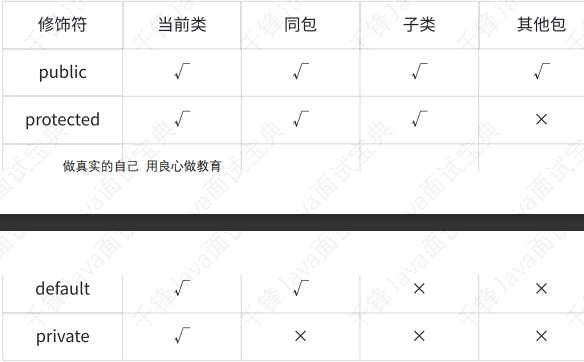 修饰符 当前类 同包 子类 其他包
public √ √ √ √
protected √ √ √ ×
做真实的自己 用良心做教育
default √ √ × ×
private √ × × ×
千锋Java面试宝典